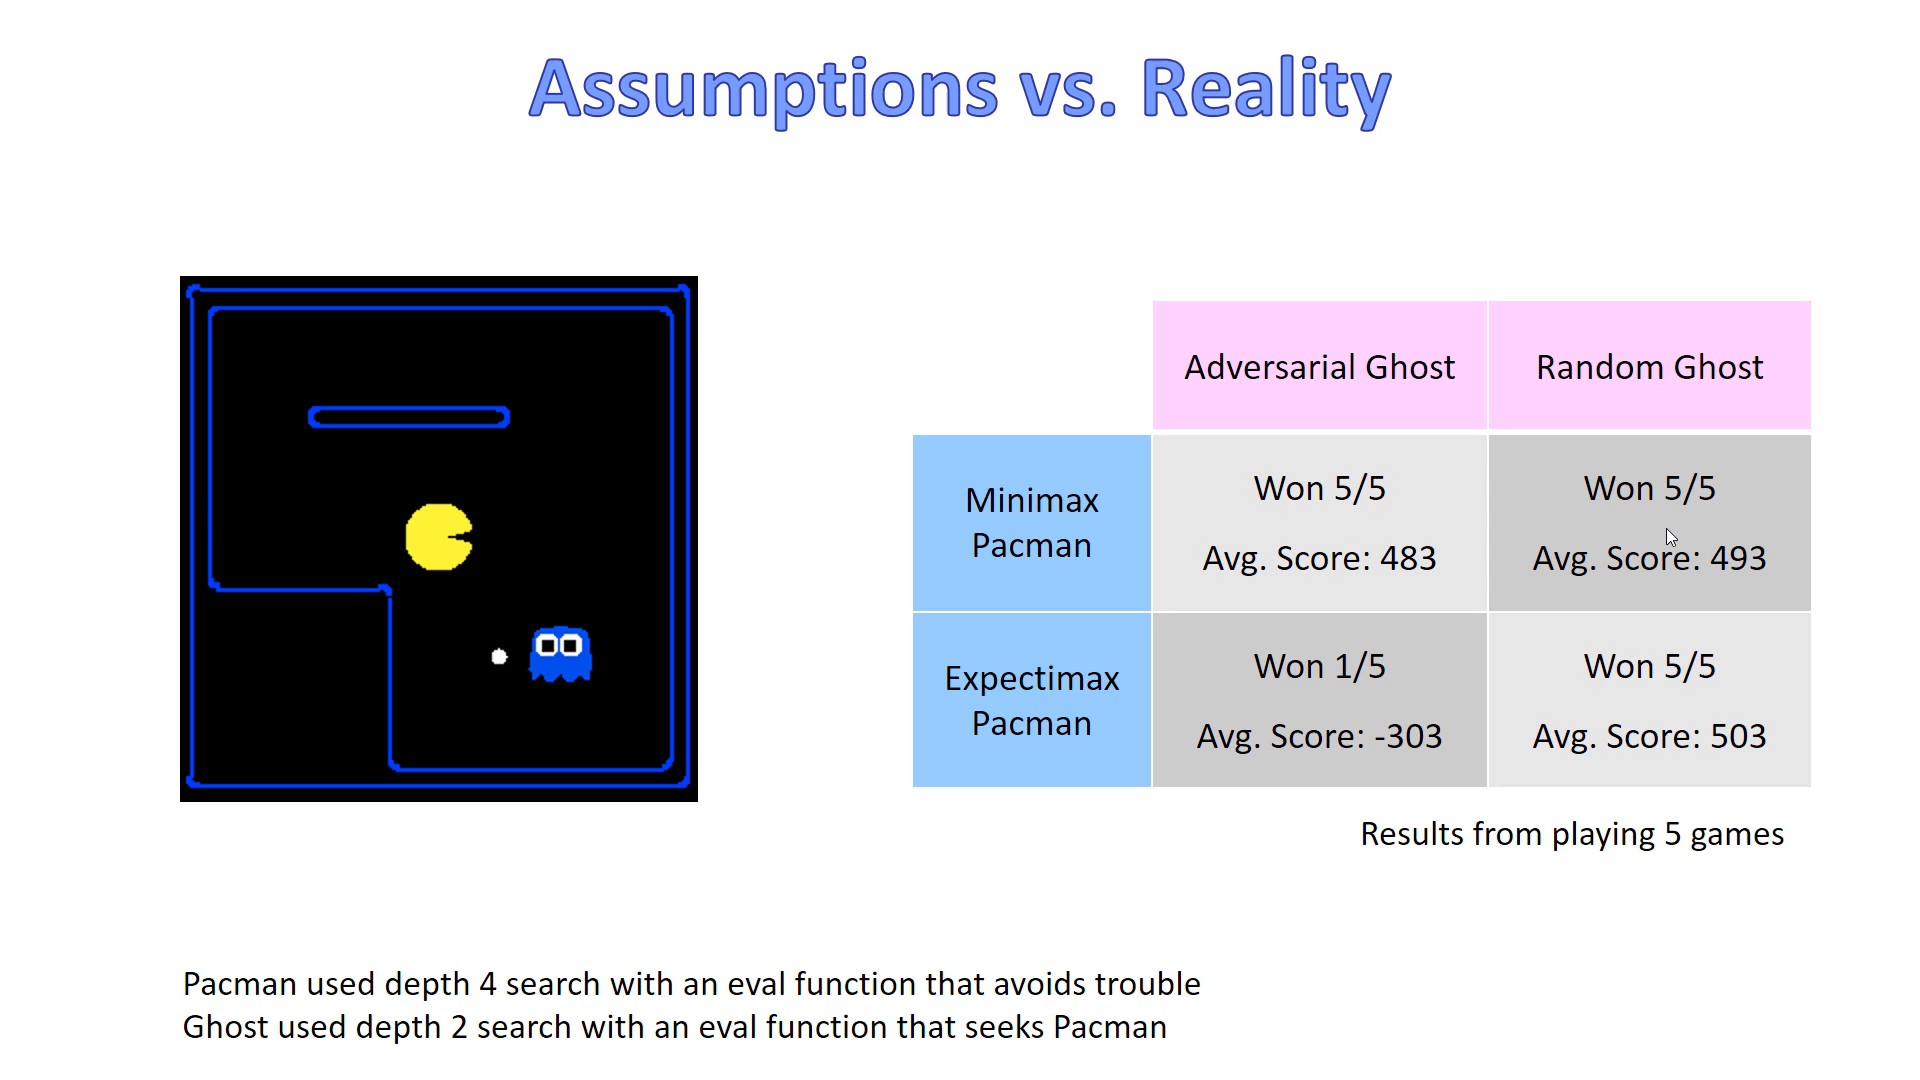 Assumptions vs. Reality
Adversarial Ghost
Random Ghost
Minimax
Pacman
Won 5/5
Avg. Score: 483
Won 5/5
Avg. Score: 493
Expectimax
Pacman
Won 1/5
Avg. Score: -303
Won 5/5
Avg. Score: 503
Results from playing 5 games
Pacman used depth 4 search with an eval function that avoids trouble
Ghost used depth 2 search with an eval function that seeks Pacman